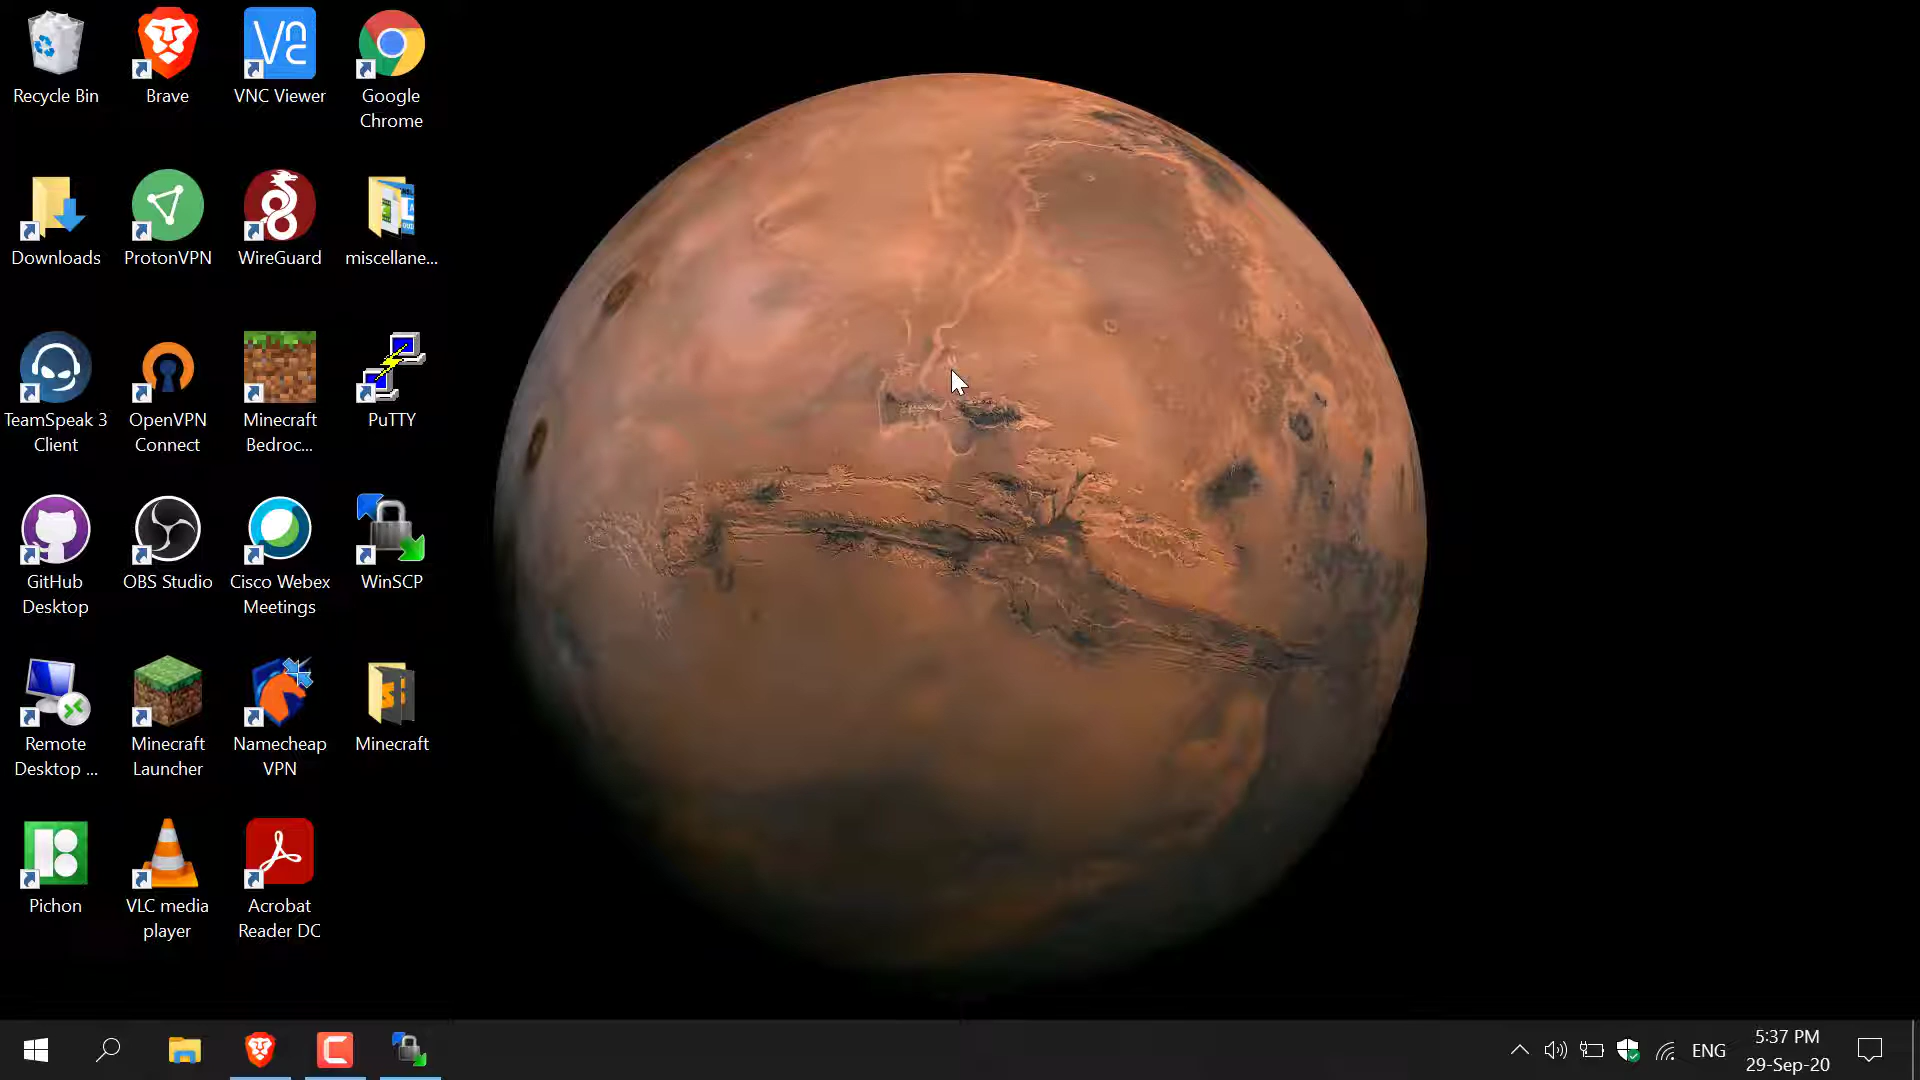 Recycle Bin
Brave
VNC Viewer
Google
Chrome
Downloads
ProtonVPN
WireGuard
miscellane...
TeamSpeak 3
Client
OpenVPN
Connect
Minecraft
Bedroc...
PuTTY
GitHub
Desktop
OBS Studio
Cisco Webex
Meetings
WinSCP
Remote
Desktop ...
Minecraft
Launcher
Namecheap
VPN
Minecraft
Pichon
VLC media
player
Acrobat
Reader DC
ENG
5:37 PM
29-Sep-20